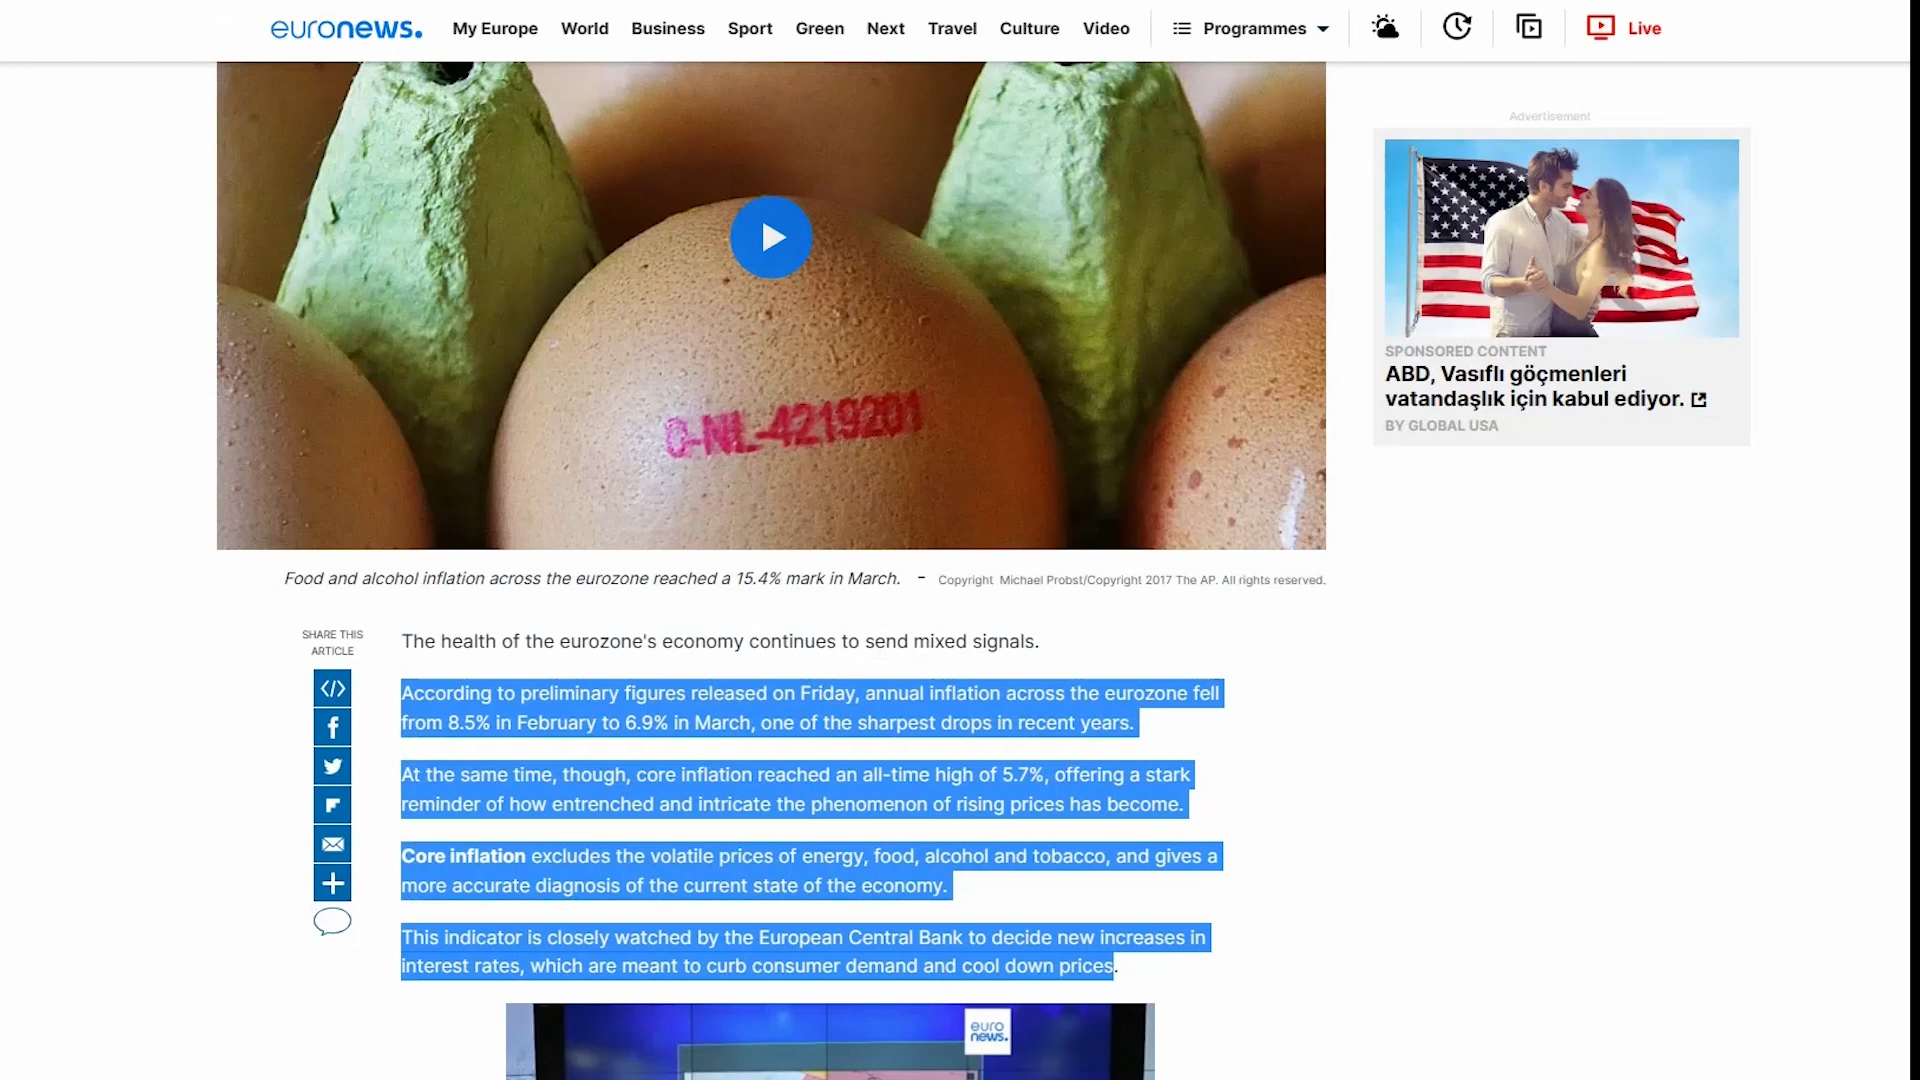 euronews.
My Europe World Business Sport Green Next Travel Culture Video Programmes Live
Advertisement
C-NL-4219201
SPONSORED CONTENT
ABD, Vasıflı göçmenleri
vatandaşlık için kabul ediyor.
BY GLOBAL USA
Food and alcohol inflation across the eurozone reached a 15.4% mark in March. - Copyright Michael Probst/Copyright 2017 The AP. All rights reserved.
SHARE THIS
ARTICLE
The health of the eurozone's economy continues to send mixed signals.
According to preliminary figures released on Friday, annual inflation across the eurozone fell
from 8.5% in February to 6.9% in March, one of the sharpest drops in recent years.
At the same time, though, core inflation reached an all-time high of 5.7%, offering a stark
reminder of how entrenched and intricate the phenomenon of rising prices has become.
Core inflation excludes the volatile prices of energy, food, alcohol and tobacco, and gives a
more accurate diagnosis of the current state of the economy.
This indicator is closely watched by the European Central Bank to decide new increases in
interest rates, which are meant to curb consumer demand and cool down prices.
euro
news.